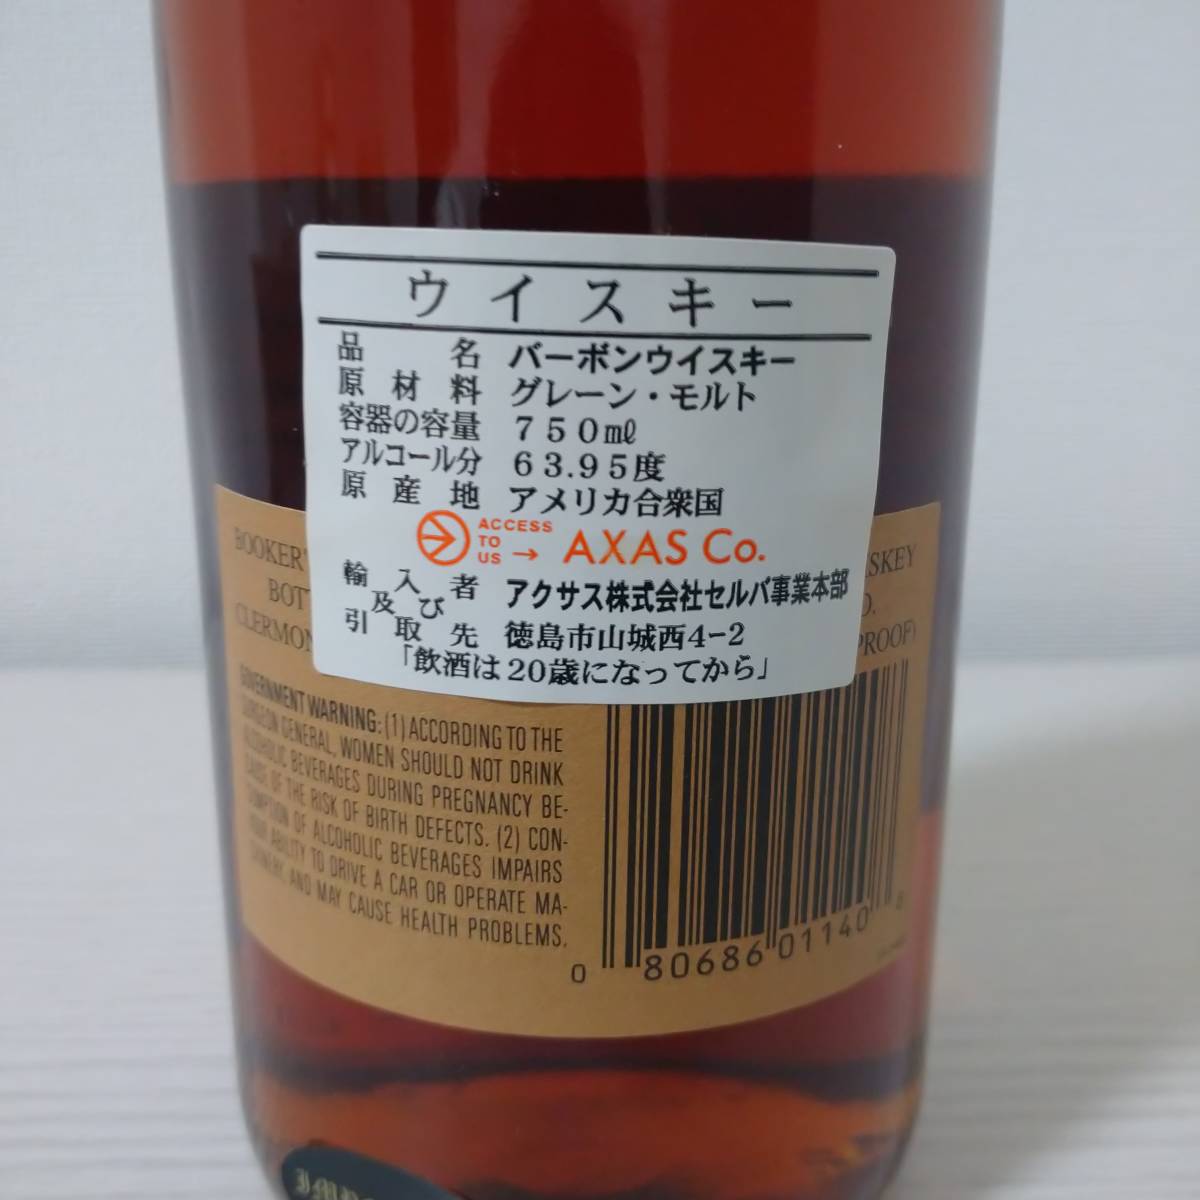 ウイスキー
品名 バーボンウイスキー
原材料 グレーン・モルト
容器の容量 750㎖
アルコール分 63.95度
原産地 アメリカ合衆国
ACCESS TO US → AXAS Co.
輸入者及び引取先 アクサス株式会社セルバ事業本部
徳島市山城西4-2
「飲酒は20歳になってから」
GOVERNMENT WARNING: (1) ACCORDING TO THE
SURGEON GENERAL, WOMEN SHOULD NOT DRINK
ALCOHOLIC BEVERAGES DURING PREGNANCY BE-
CAUSE OF THE RISK OF BIRTH DEFECTS. (2) CON-
SUMPTION OF ALCOHOLIC BEVERAGES IMPAIRS
YOUR ABILITY TO DRIVE A CAR OR OPERATE MA-
CHINERY, AND MAY CAUSE HEALTH PROBLEMS.
0 80686 01140
PROOF)